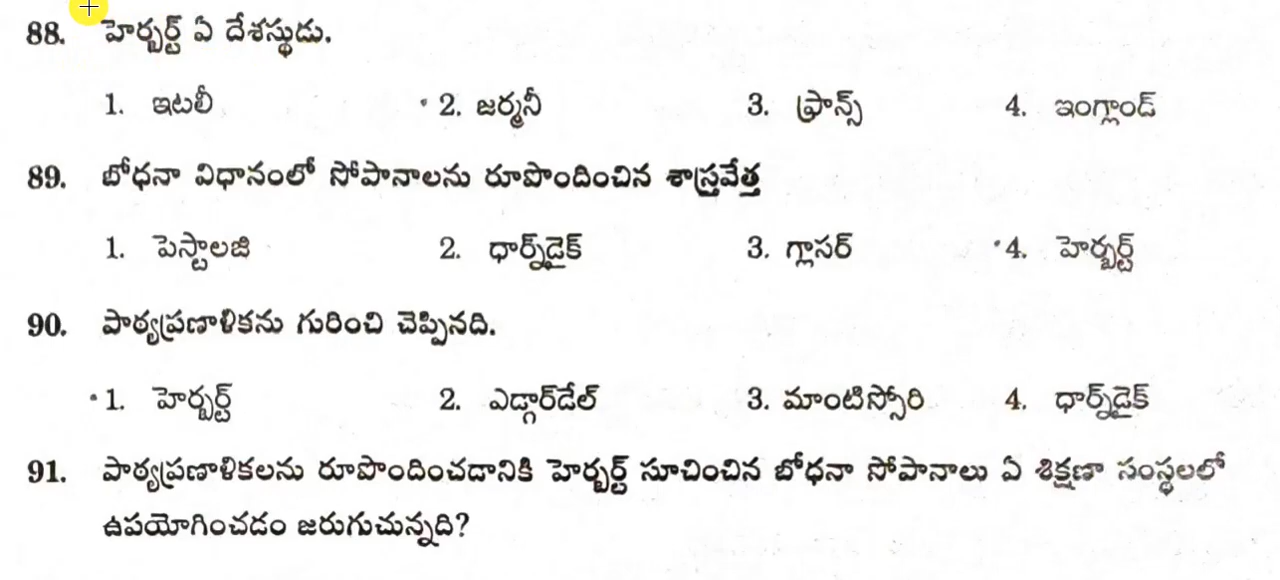 88. హెర్బర్ట్ ఏ దేశస్థుడు.
1. ఇటలీ 2. జర్మనీ 3. ఫ్రాన్స్ 4. ఇంగ్లాండ్
89. బోధనా విధానంలో సోపానాలను రూపొందించిన శాస్త్రవేత్త
1. పెస్టాలజి 2. ధార్న్‌డైక్ 3. గ్లాసర్ 4. హెర్బర్ట్
90. పాఠ్యప్రణాళికను గురించి చెప్పినది.
1. హెర్బర్ట్ 2. ఎడ్గార్‌డేల్ 3. మాంటిస్సోరి 4. ధార్న్‌డైక్
91. పాఠ్యప్రణాళికలను రూపొందించడానికి హెర్బర్ట్ సూచించిన బోధనా సోపానాలు ఏ శిక్షణా సంస్థలలో
ఉపయోగించడం జరుగుచున్నది?